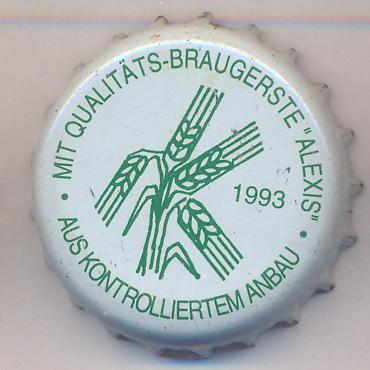 · MIT QUALITÄTS-BRAUGERSTE "ALEXIS" ·
1993
AUS KONTROLLIERTEM ANBAU